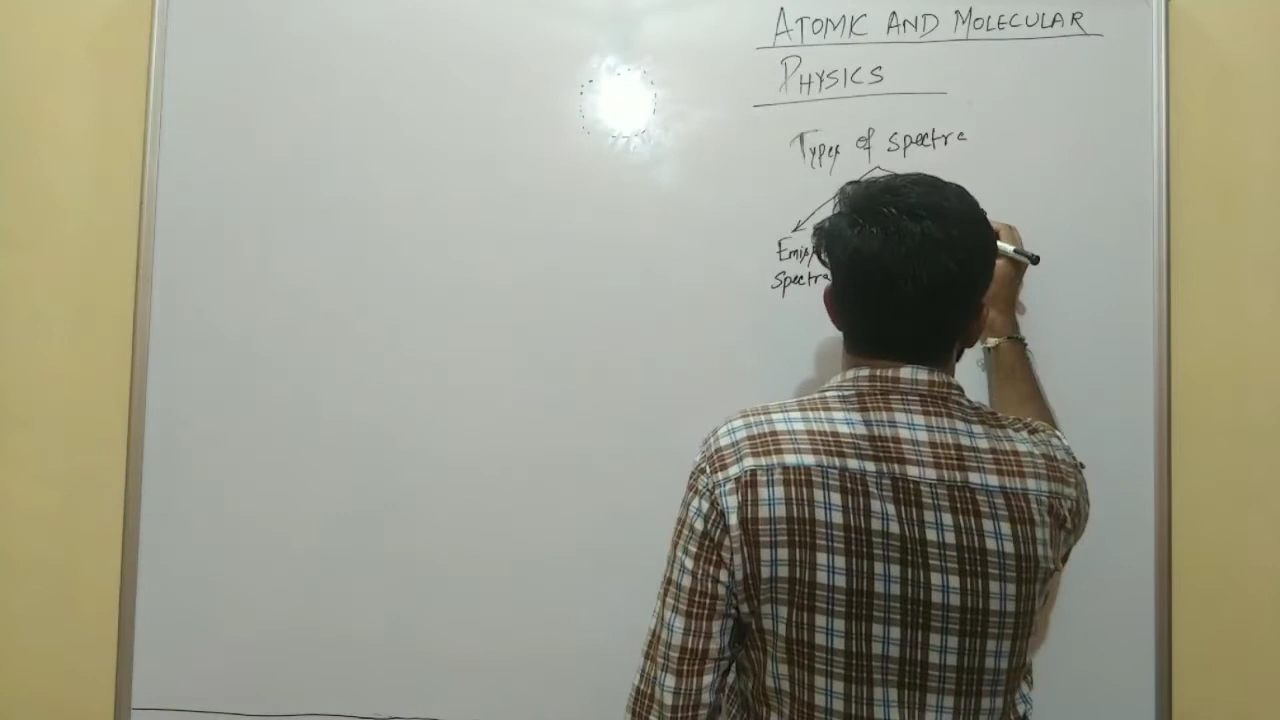 ATOMIC AND MOLECULAR
PHYSICS
Types of spectra
Spectra